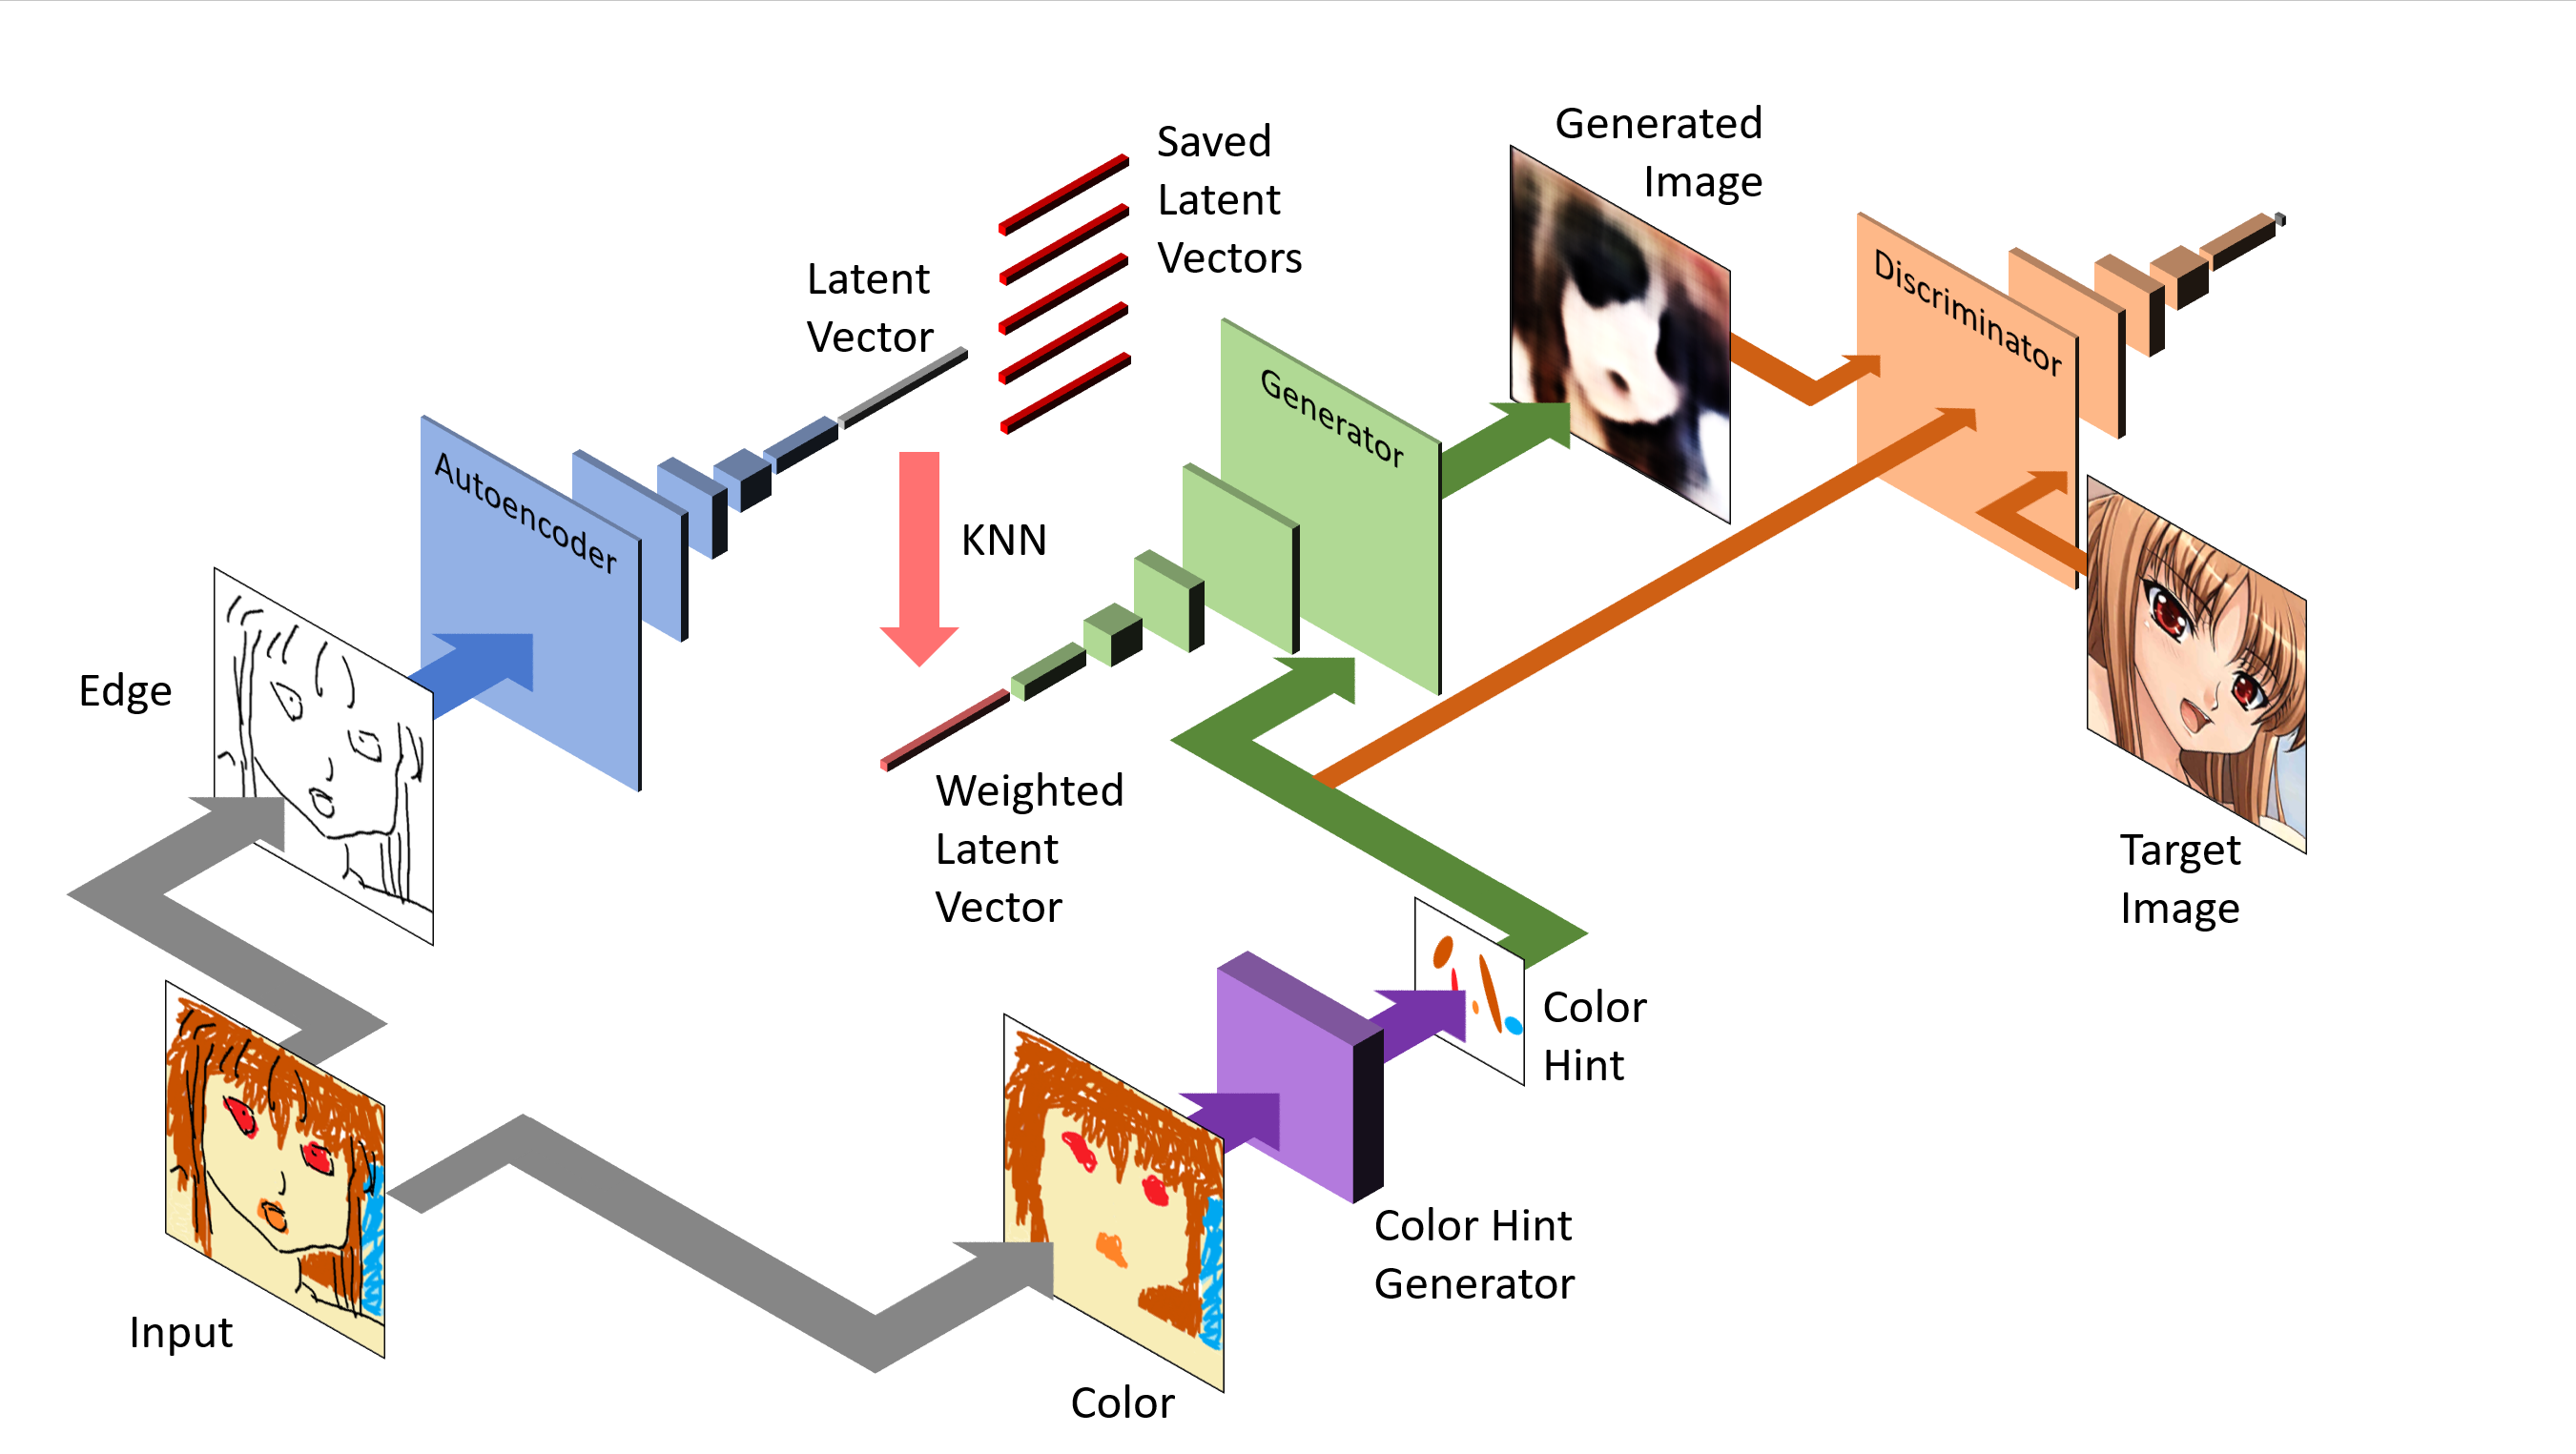 Generated
Image
Saved
Latent
Vectors
Latent
Vector
Discriminator
Generator
Autoencoder
KNN
Edge
Weighted
Latent
Vector
Target
Image
Color
Hint
Color Hint
Generator
Input
Color